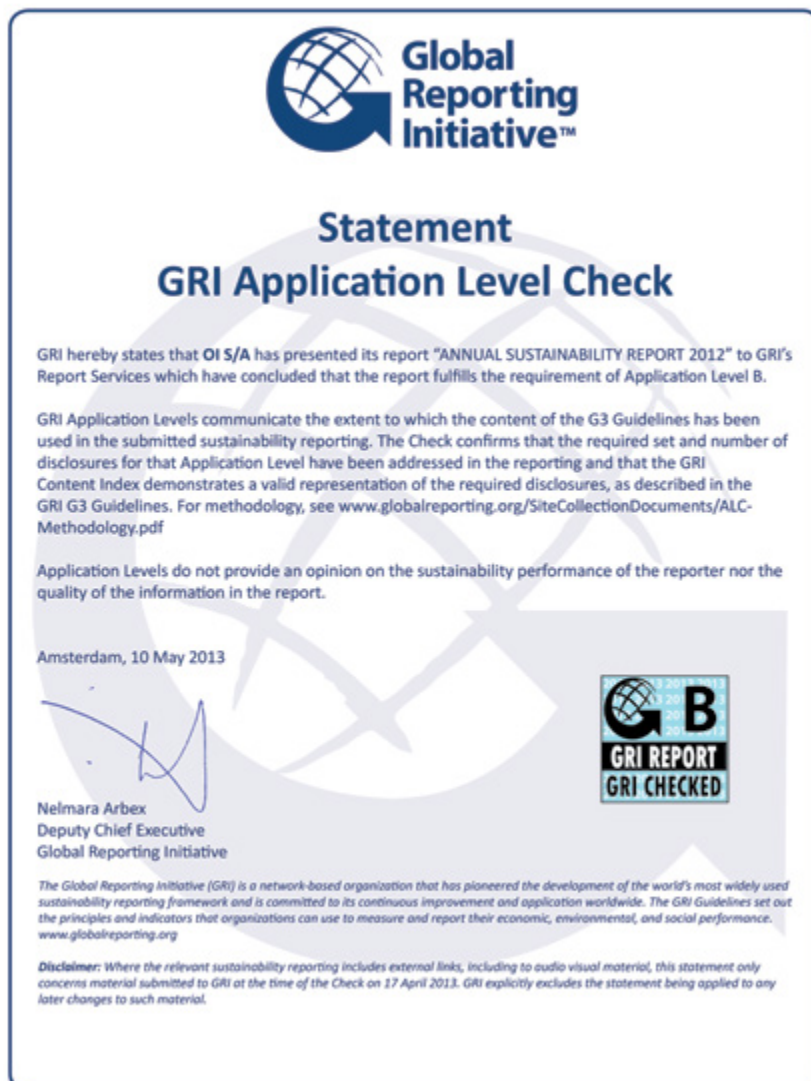 Global
Reporting
Initiative™
Statement
GRI Application Level Check
GRI hereby states that OI S/A has presented its report “ANNUAL SUSTAINABILITY REPORT 2012” to GRI’s
Report Services which have concluded that the report fulfills the requirement of Application Level B.
GRI Application Levels communicate the extent to which the content of the G3 Guidelines has been
used in the submitted sustainability reporting. The Check confirms that the required set and number of
disclosures for that Application Level have been addressed in the reporting and that the GRI
Content Index demonstrates a valid representation of the required disclosures, as described in the
GRI G3 Guidelines. For methodology, see www.globalreporting.org/SiteCollectionDocuments/ALC-
Methodology.pdf
Application Levels do not provide an opinion on the sustainability performance of the reporter nor the
quality of the information in the report.
Amsterdam, 10 May 2013
B
GRI REPORT
GRI CHECKED
Nelmara Arbex
Deputy Chief Executive
Global Reporting Initiative
The Global Reporting Initiative (GRI) is a network-based organization that has pioneered the development of the world’s most widely used
sustainability reporting framework and is committed to its continuous improvement and application worldwide. The GRI Guidelines set out
the principles and indicators that organizations can use to measure and report their economic, environmental, and social performance.
www.globalreporting.org
Disclaimer: Where the relevant sustainability reporting includes external links, including to audio visual material, this statement only
concerns material submitted to GRI at the time of the Check on 17 April 2013. GRI explicitly excludes the statement being applied to any
later changes to such material.